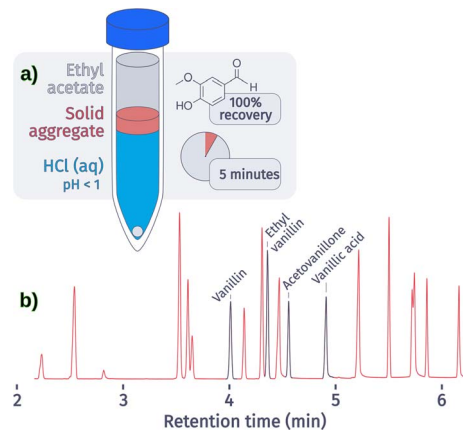 a)
Ethyl
acetate
Solid
aggregate
HCl (aq)
pH < 1
O
O
H
HO
100%
recovery
5 minutes
b)
Vanillin
Ethyl
vanillin
Acetovanillone
Vanillic acid
2 3 4 5 6
Retention time (min)